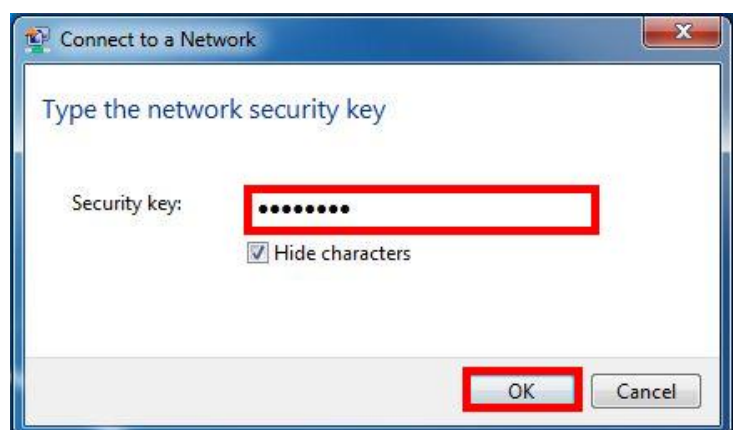 Connect to a Network
Type the network security key
Security key: ••••••••
Hide characters
OK Cancel